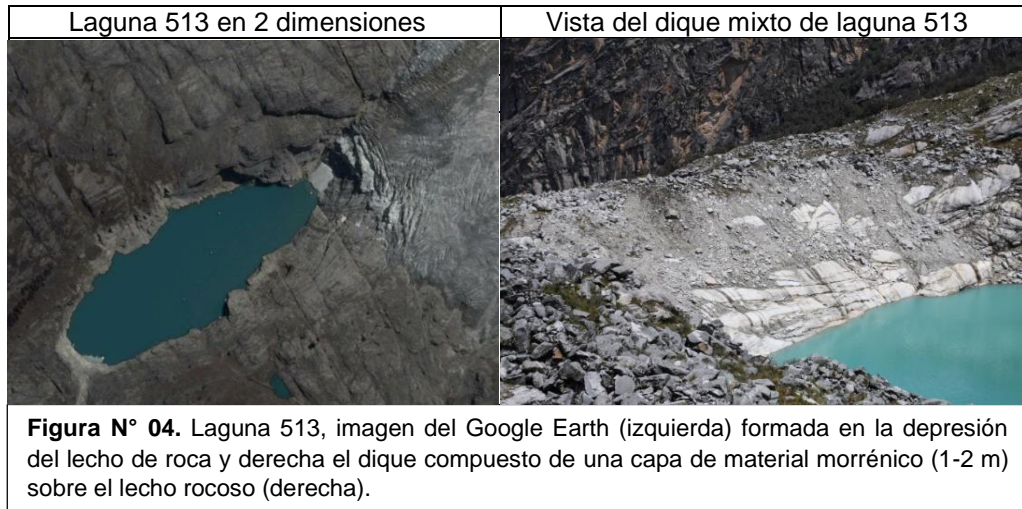 Laguna 513 en 2 dimensiones
Vista del dique mixto de laguna 513
Figura N° 04. Laguna 513, imagen del Google Earth (izquierda) formada en la depresión
del lecho de roca y derecha el dique compuesto de una capa de material morrénico (1-2 m)
sobre el lecho rocoso (derecha).